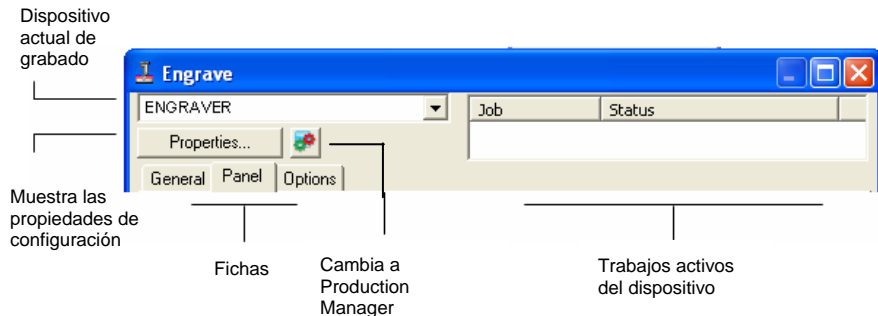 Dispositivo
actual de
grabado
Engrave
ENGRAVER
Job Status
Properties...
General Panel Options
Muestra las
propiedades de
configuración
Fichas
Cambia a
Production
Manager
Trabajos activos
del dispositivo